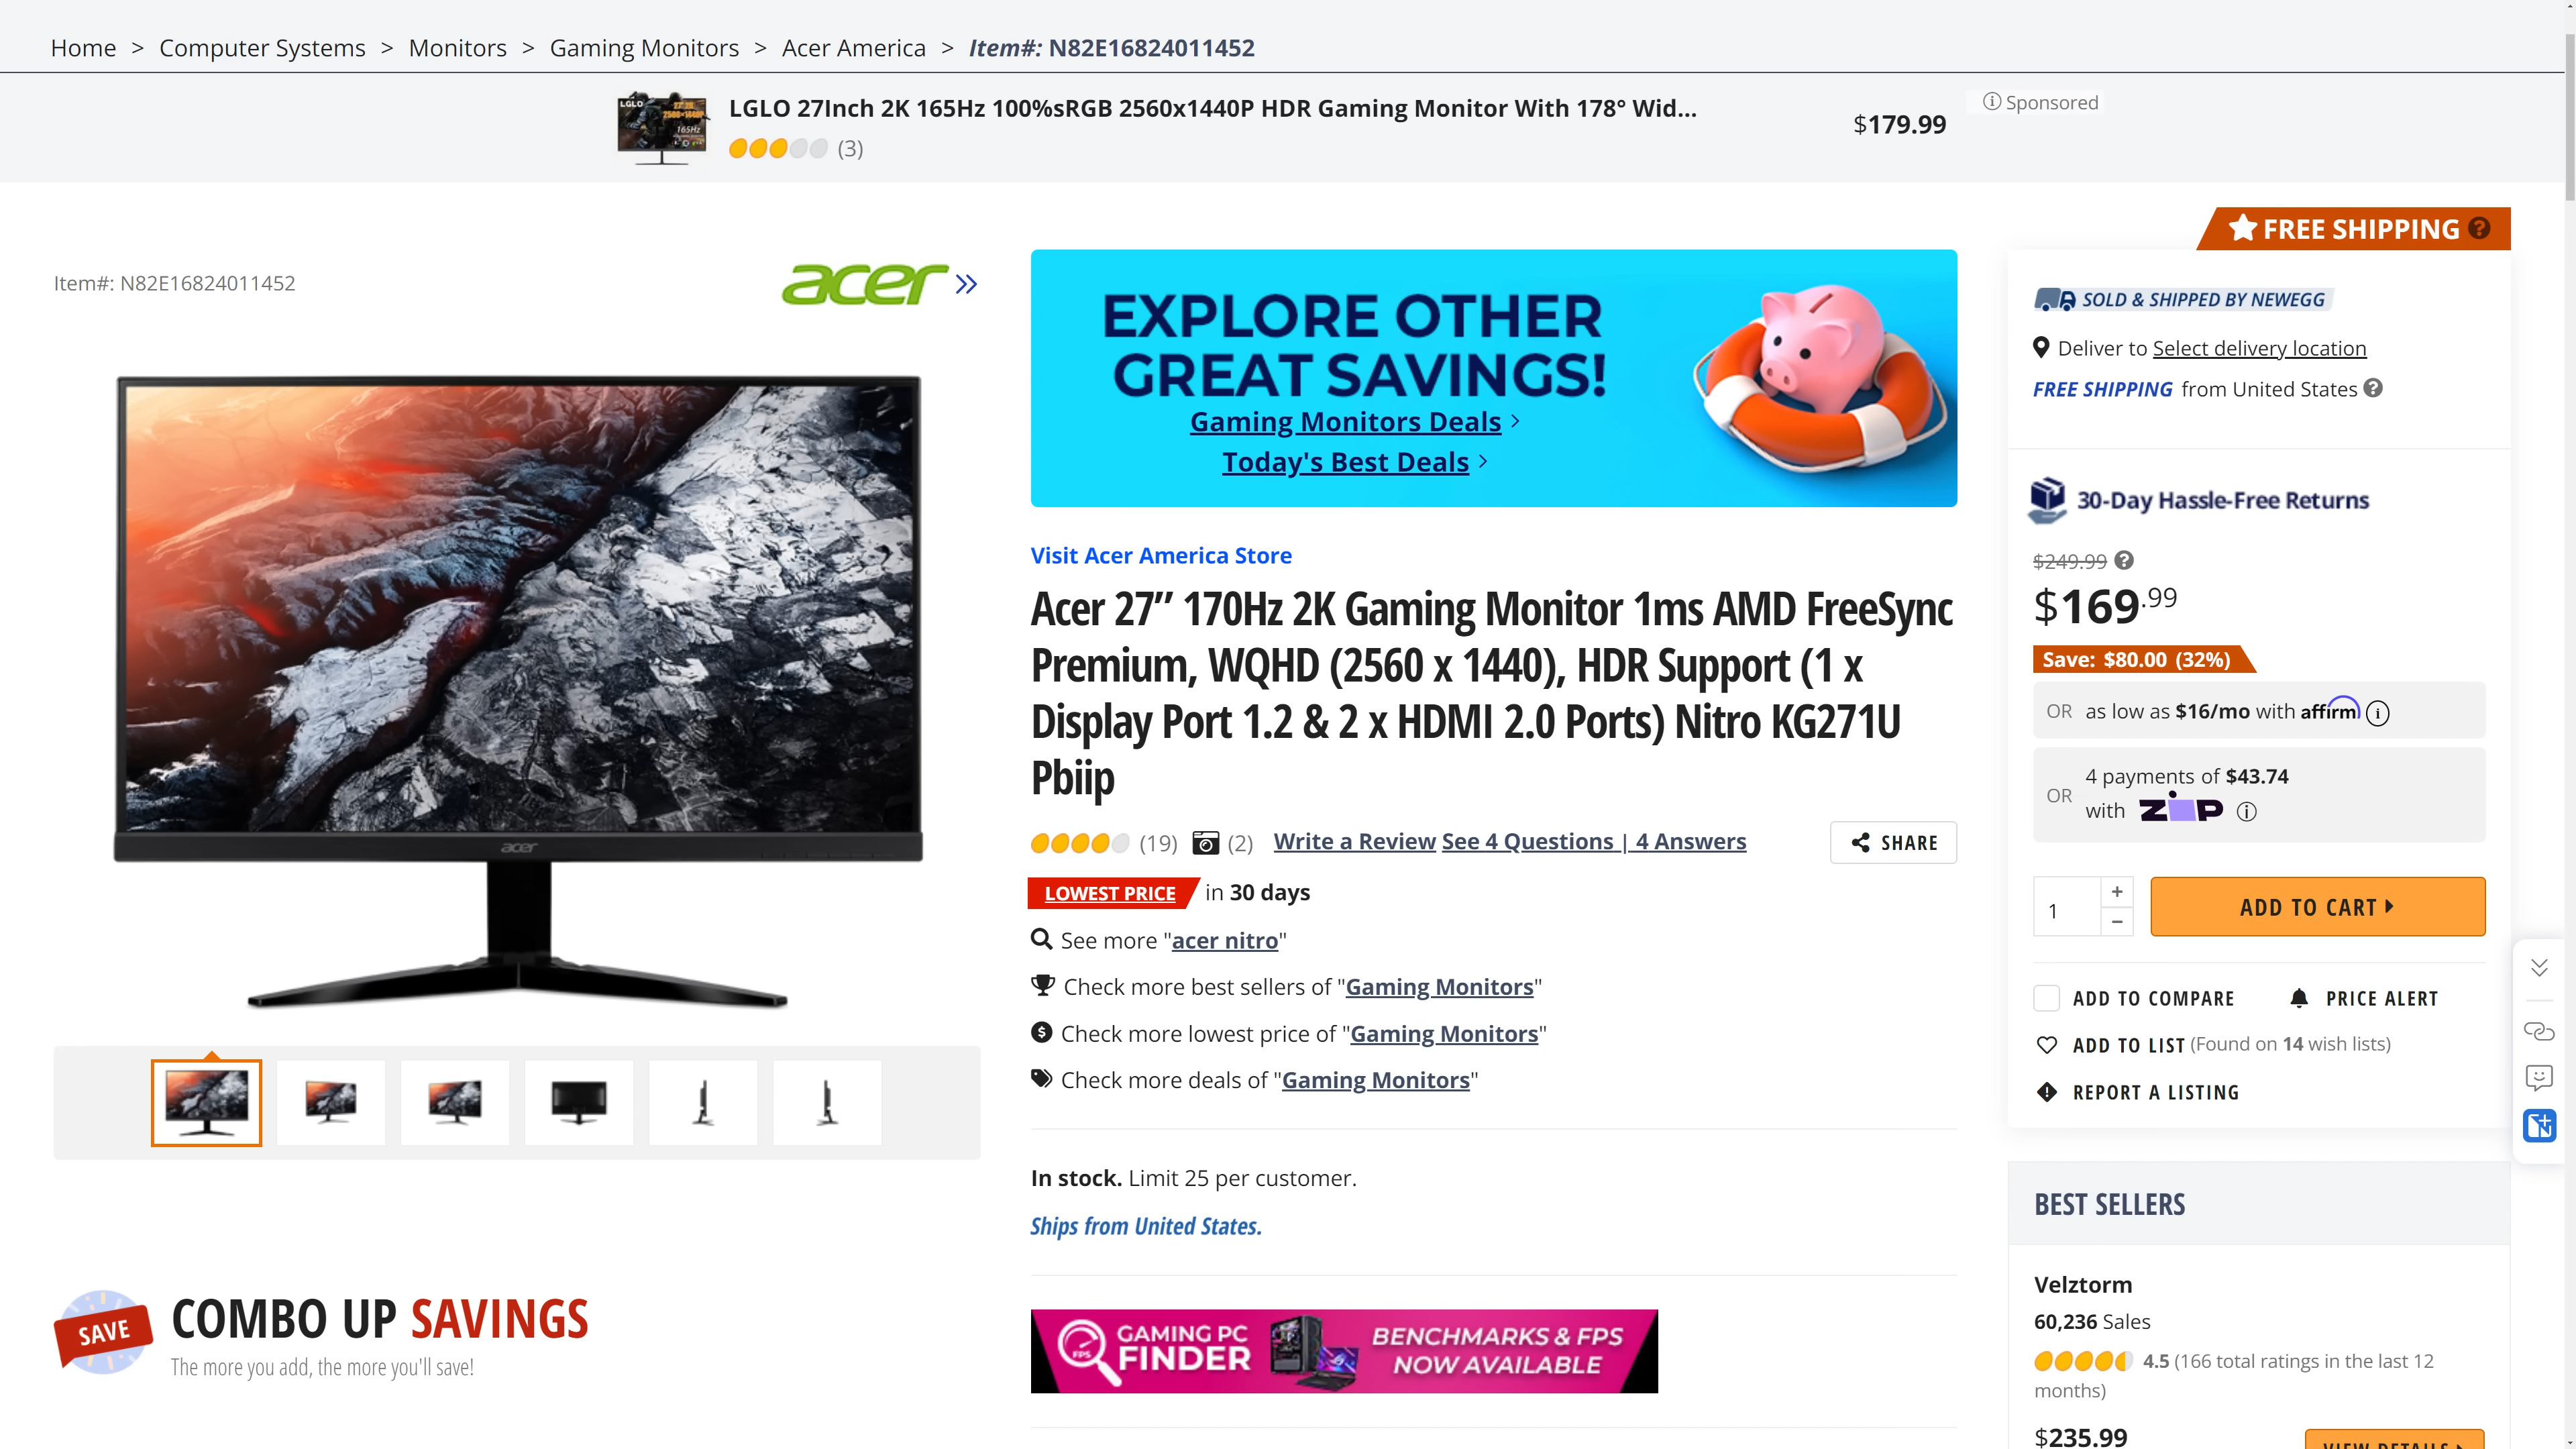 Home > Computer Systems > Monitors > Gaming Monitors > Acer America > Item#: N82E16824011452
LGLO 27Inch 2K 165Hz 100%sRGB 2560x1440P HDR Gaming Monitor With 178° Wid...
(3)
$179.99
Sponsored
FREE SHIPPING
Item#: N82E16824011452
acer
EXPLORE OTHER
GREAT SAVINGS!
Gaming Monitors Deals
Today's Best Deals
Visit Acer America Store
Acer 27” 170Hz 2K Gaming Monitor 1ms AMD FreeSync
Premium, WQHD (2560 x 1440), HDR Support (1 x
Display Port 1.2 & 2 x HDMI 2.0 Ports) Nitro KG271U
Pbiip
(19) (2) Write a Review See 4 Questions | 4 Answers
SHARE
LOWEST PRICE in 30 days
See more "acer nitro"
Check more best sellers of "Gaming Monitors"
Check more lowest price of "Gaming Monitors"
Check more deals of "Gaming Monitors"
In stock. Limit 25 per customer.
Ships from United States.
GAMING PC
FINDER
FPS
BENCHMARKS & FPS
NOW AVAILABLE
acer
SAVE
COMBO UP SAVINGS
The more you add, the more you'll save!
SOLD & SHIPPED BY NEWEGG
Deliver to Select delivery location
FREE SHIPPING from United States
30-Day Hassle-Free Returns
$249.99
$169.99
Save: $80.00 (32%)
OR as low as $16/mo with affirm
OR 4 payments of $43.74
with ZIP
1 + −
ADD TO CART
ADD TO COMPARE
PRICE ALERT
ADD TO LIST (Found on 14 wish lists)
REPORT A LISTING
BEST SELLERS
Velztorm
60,236 Sales
4.5 (166 total ratings in the last 12
months)
$235.99
VIEW DETAILS